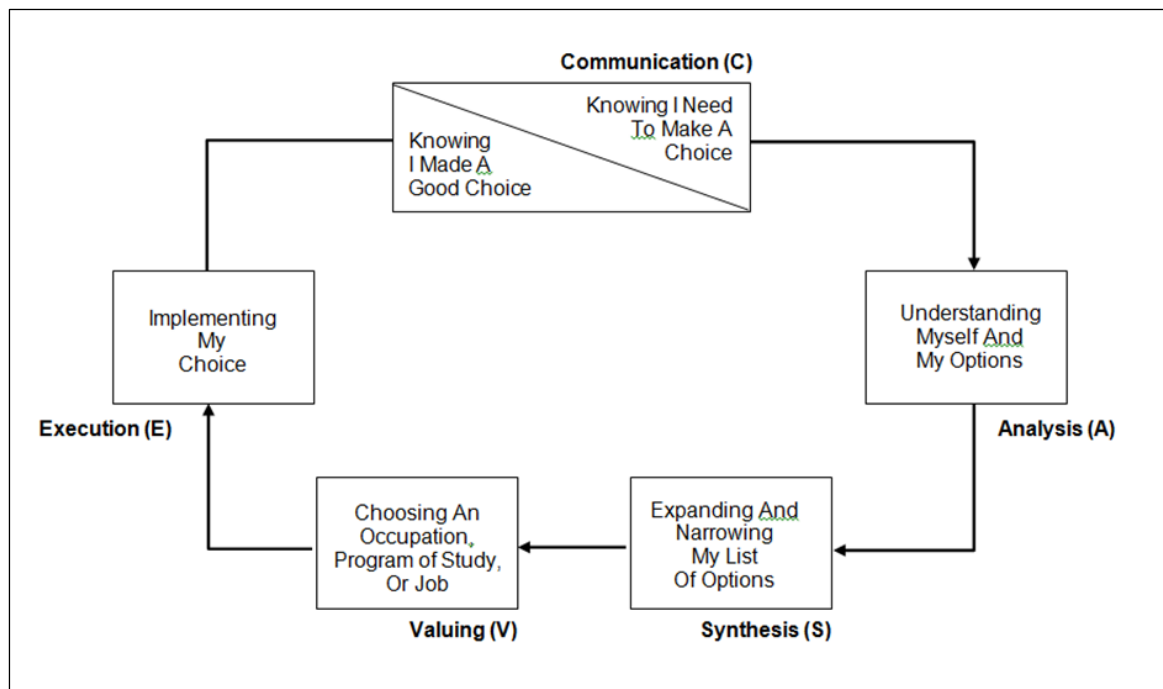 Communication (C)
Knowing I Need
To Make A
Choice
Knowing
I Made A
Good Choice
Implementing
My
Choice
Execution (E)
Understanding
Myself And
My Options
Analysis (A)
Choosing An
Occupation,
Program of Study,
Or Job
Valuing (V)
Expanding And
Narrowing
My List
Of Options
Synthesis (S)